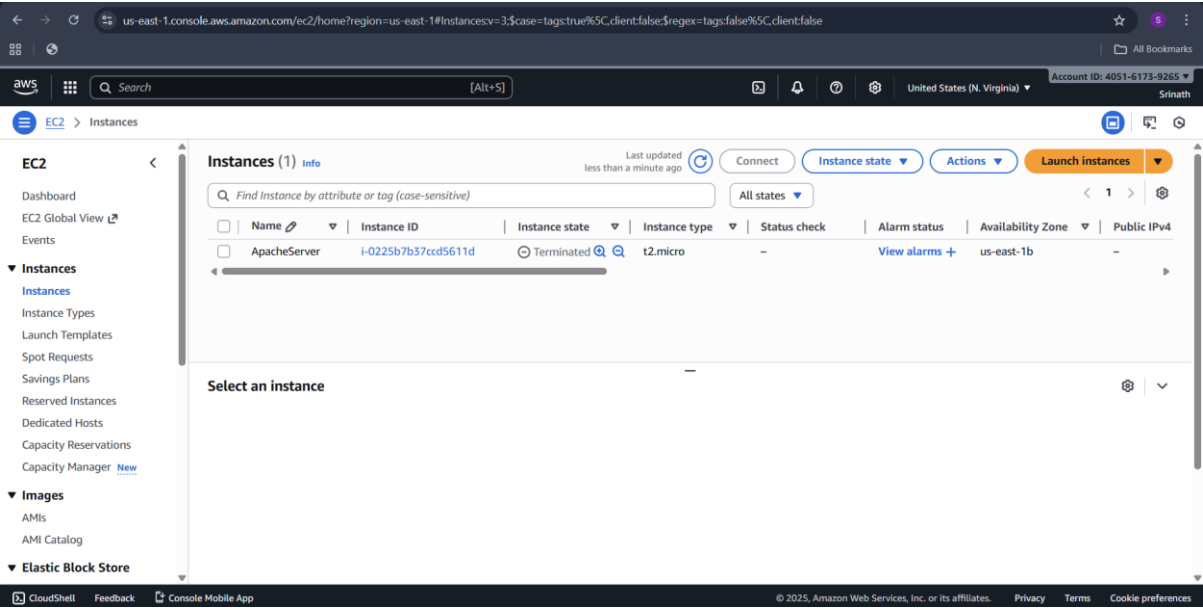 us-east-1.console.aws.amazon.com/ec2/home?region=us-east-1#Instances:v=3;$case=tags:true%5C,client:false;$regex=tags:false%5C,client:false
S
All Bookmarks
aws
Search [Alt+S]
United States (N. Virginia)
Account ID: 4051-6173-9265
Srinath
EC2 > Instances
EC2
Dashboard
EC2 Global View
Events
Instances
Instances
Instance Types
Launch Templates
Spot Requests
Savings Plans
Reserved Instances
Dedicated Hosts
Capacity Reservations
Capacity Manager New
Images
AMIs
AMI Catalog
Elastic Block Store
Instances (1) Info
Last updated
less than a minute ago
Connect
Instance state
Actions
Launch instances
Find Instance by attribute or tag (case-sensitive)
All states
1
Name Instance ID Instance state Instance type Status check Alarm status Availability Zone Public IPv4
ApacheServer i-0225b7b37ccd5611d Terminated t2.micro – View alarms + us-east-1b –
Select an instance
CloudShell Feedback Console Mobile App © 2025, Amazon Web Services, Inc. or its affiliates. Privacy Terms Cookie preferences